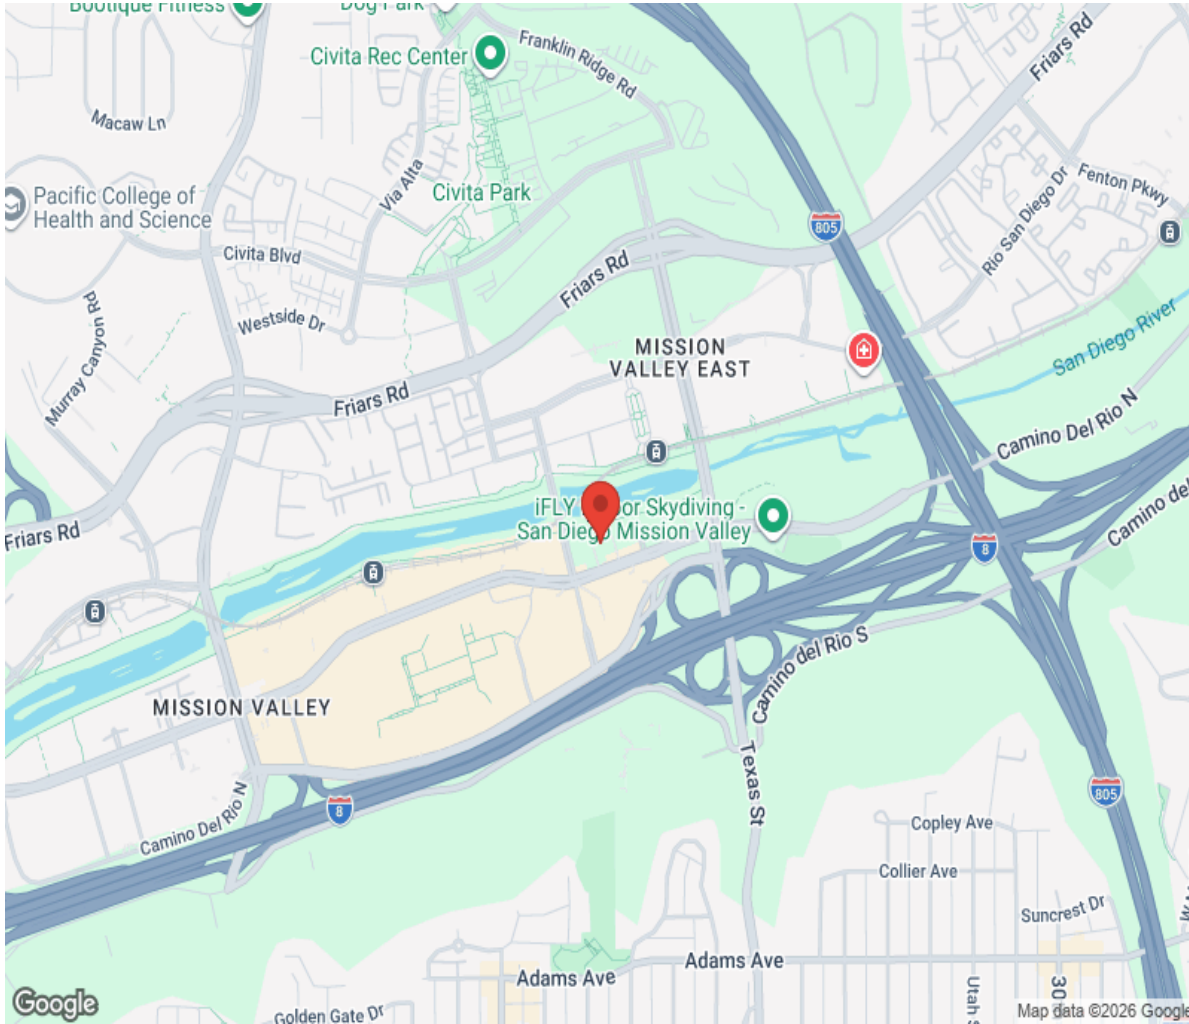 Boutique Fitness
Dog Park
Civita Rec Center
Franklin Ridge Rd
Friars Rd
Macaw Ln
Via Alta
Pacific College of
Health and Science
Civita Park
Fenton Pkwy
Rio San Diego Dr
805
Civita Blvd
Friars Rd
Westside Dr
Murray Canyon Rd
MISSION
VALLEY EAST
San Diego River
Friars Rd
Camino Del Rio N
Friars Rd
iFLY
oor Skydiving -
San Diego Mission Valley
Camino del
8
Camino del Rio S
MISSION VALLEY
Texas St
Camino Del Rio N
8
805
Copley Ave
Collier Ave
Suncrest Dr
Adams Ave
Adams Ave
Utah S
30
Golden Gate Dr
Google
Map data ©2026 Google